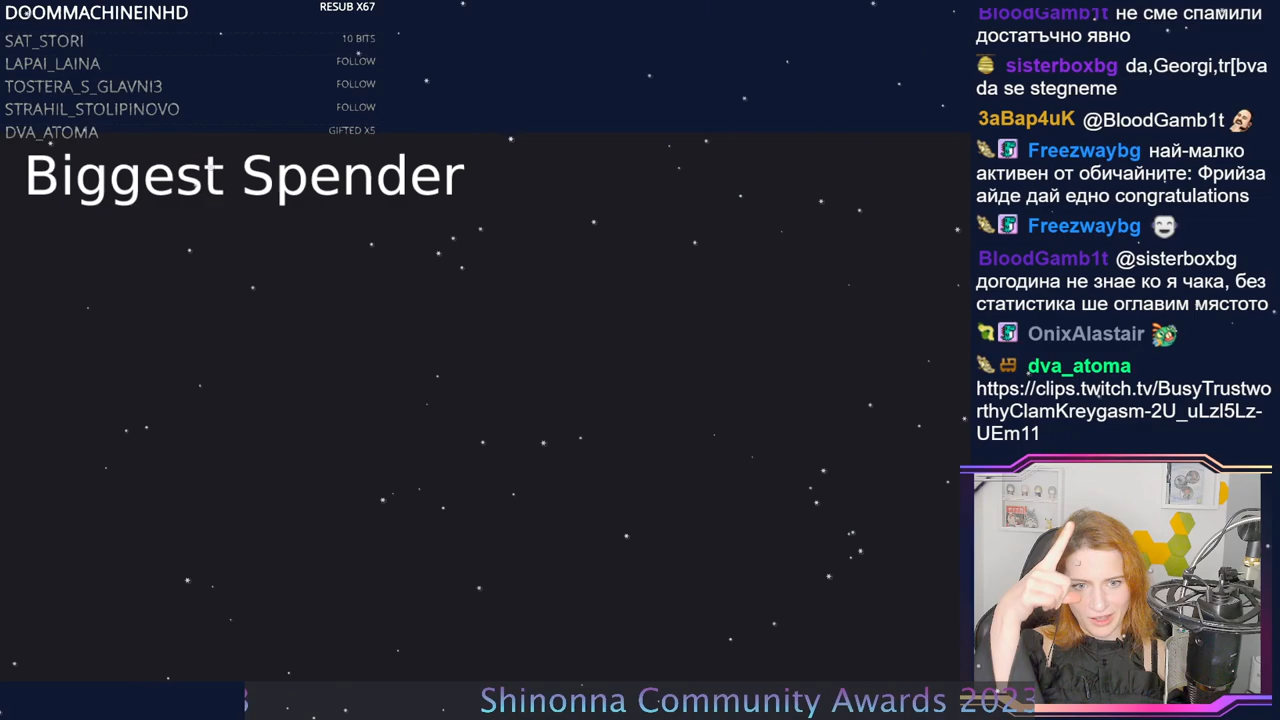 DOOMMACHINEINHD RESUB X67
SAT_STORI 10 BITS
LAPAI_LAINA FOLLOW
TOSTERA_S_GLAVNI3 FOLLOW
STRAHIL_STOLIPINOVO FOLLOW
DVA_ATOMA GIFTED X5
Biggest Spender
BloodGamb1t не сме спамили
достатъчно явно
sisterboxbg da,Georgi,tr[bva
da se stegneme
3aBap4uK @BloodGamb1t
Freezwaybg най-малко
активен от обичайните: Фрийза
айде дай едно congratulations
Freezwaybg
BloodGamb1t @sisterboxbg
догодина не знае ко я чака, без
статистика ше оглавим мястото
OnixAlastair
dva_atoma
https://clips.twitch.tv/BusyTrustwo
rthyClamKreygasm-2U_uLzl5Lz-
UEm11
3 Shinonna Community Awards 2023